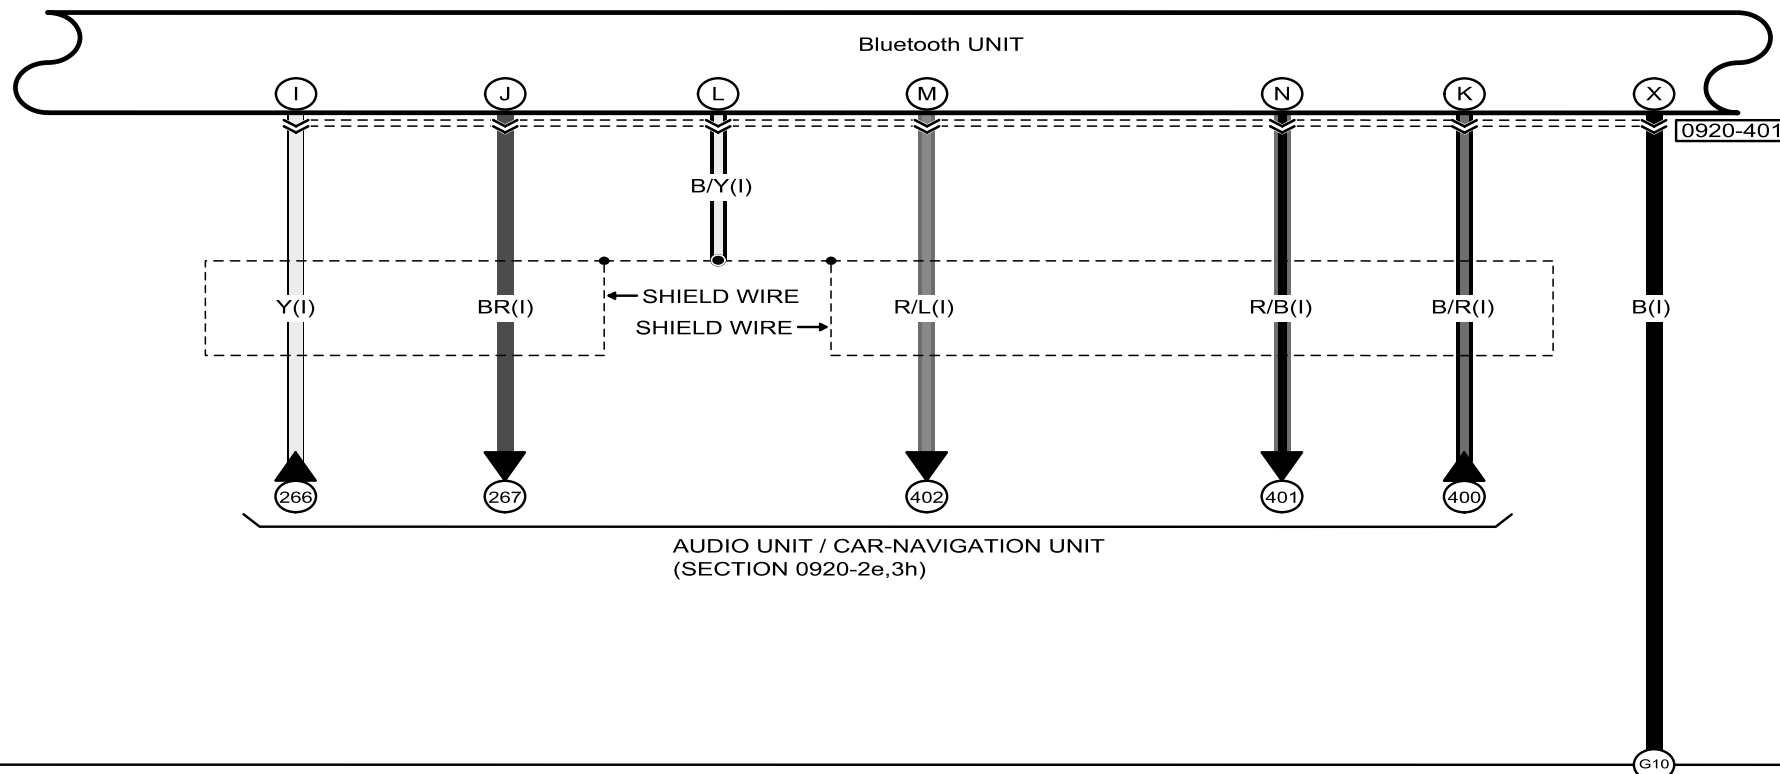 Bluetooth UNIT
I J L M N K X
0920-401
B/Y(I)
SHIELD WIRE
Y(I) BR(I) R/L(I) R/B(I) B/R(I) B(I)
SHIELD WIRE
266 267 402 401 400
AUDIO UNIT / CAR-NAVIGATION UNIT
(SECTION 0920-2e,3h)
G10